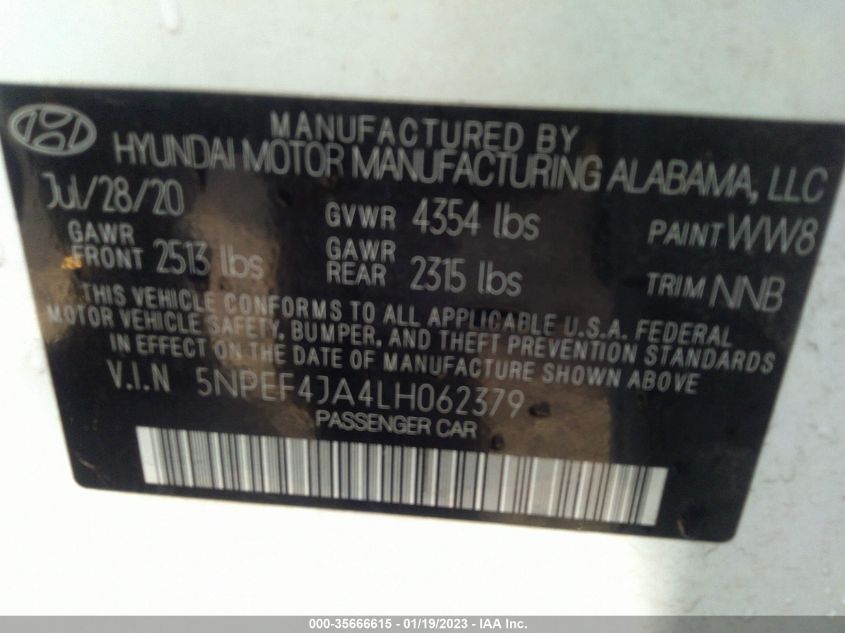 MANUFACTURED BY
HYUNDAI MOTOR MANUFACTURING ALABAMA, LLC
Jul/28/20 GVWR 4354 lbs PAINT WW8
GAWR FRONT 2513 lbs GAWR REAR 2315 lbs TRIM NNB
THIS VEHICLE CONFORMS TO ALL APPLICABLE U.S.A. FEDERAL
MOTOR VEHICLE SAFETY, BUMPER, AND THEFT PREVENTION STANDARDS
IN EFFECT ON THE DATE OF MANUFACTURE SHOWN ABOVE
V.I.N 5NPEF4JA4LH062379
PASSENGER CAR
000-35666615 - 01/19/2023 - IAA Inc.